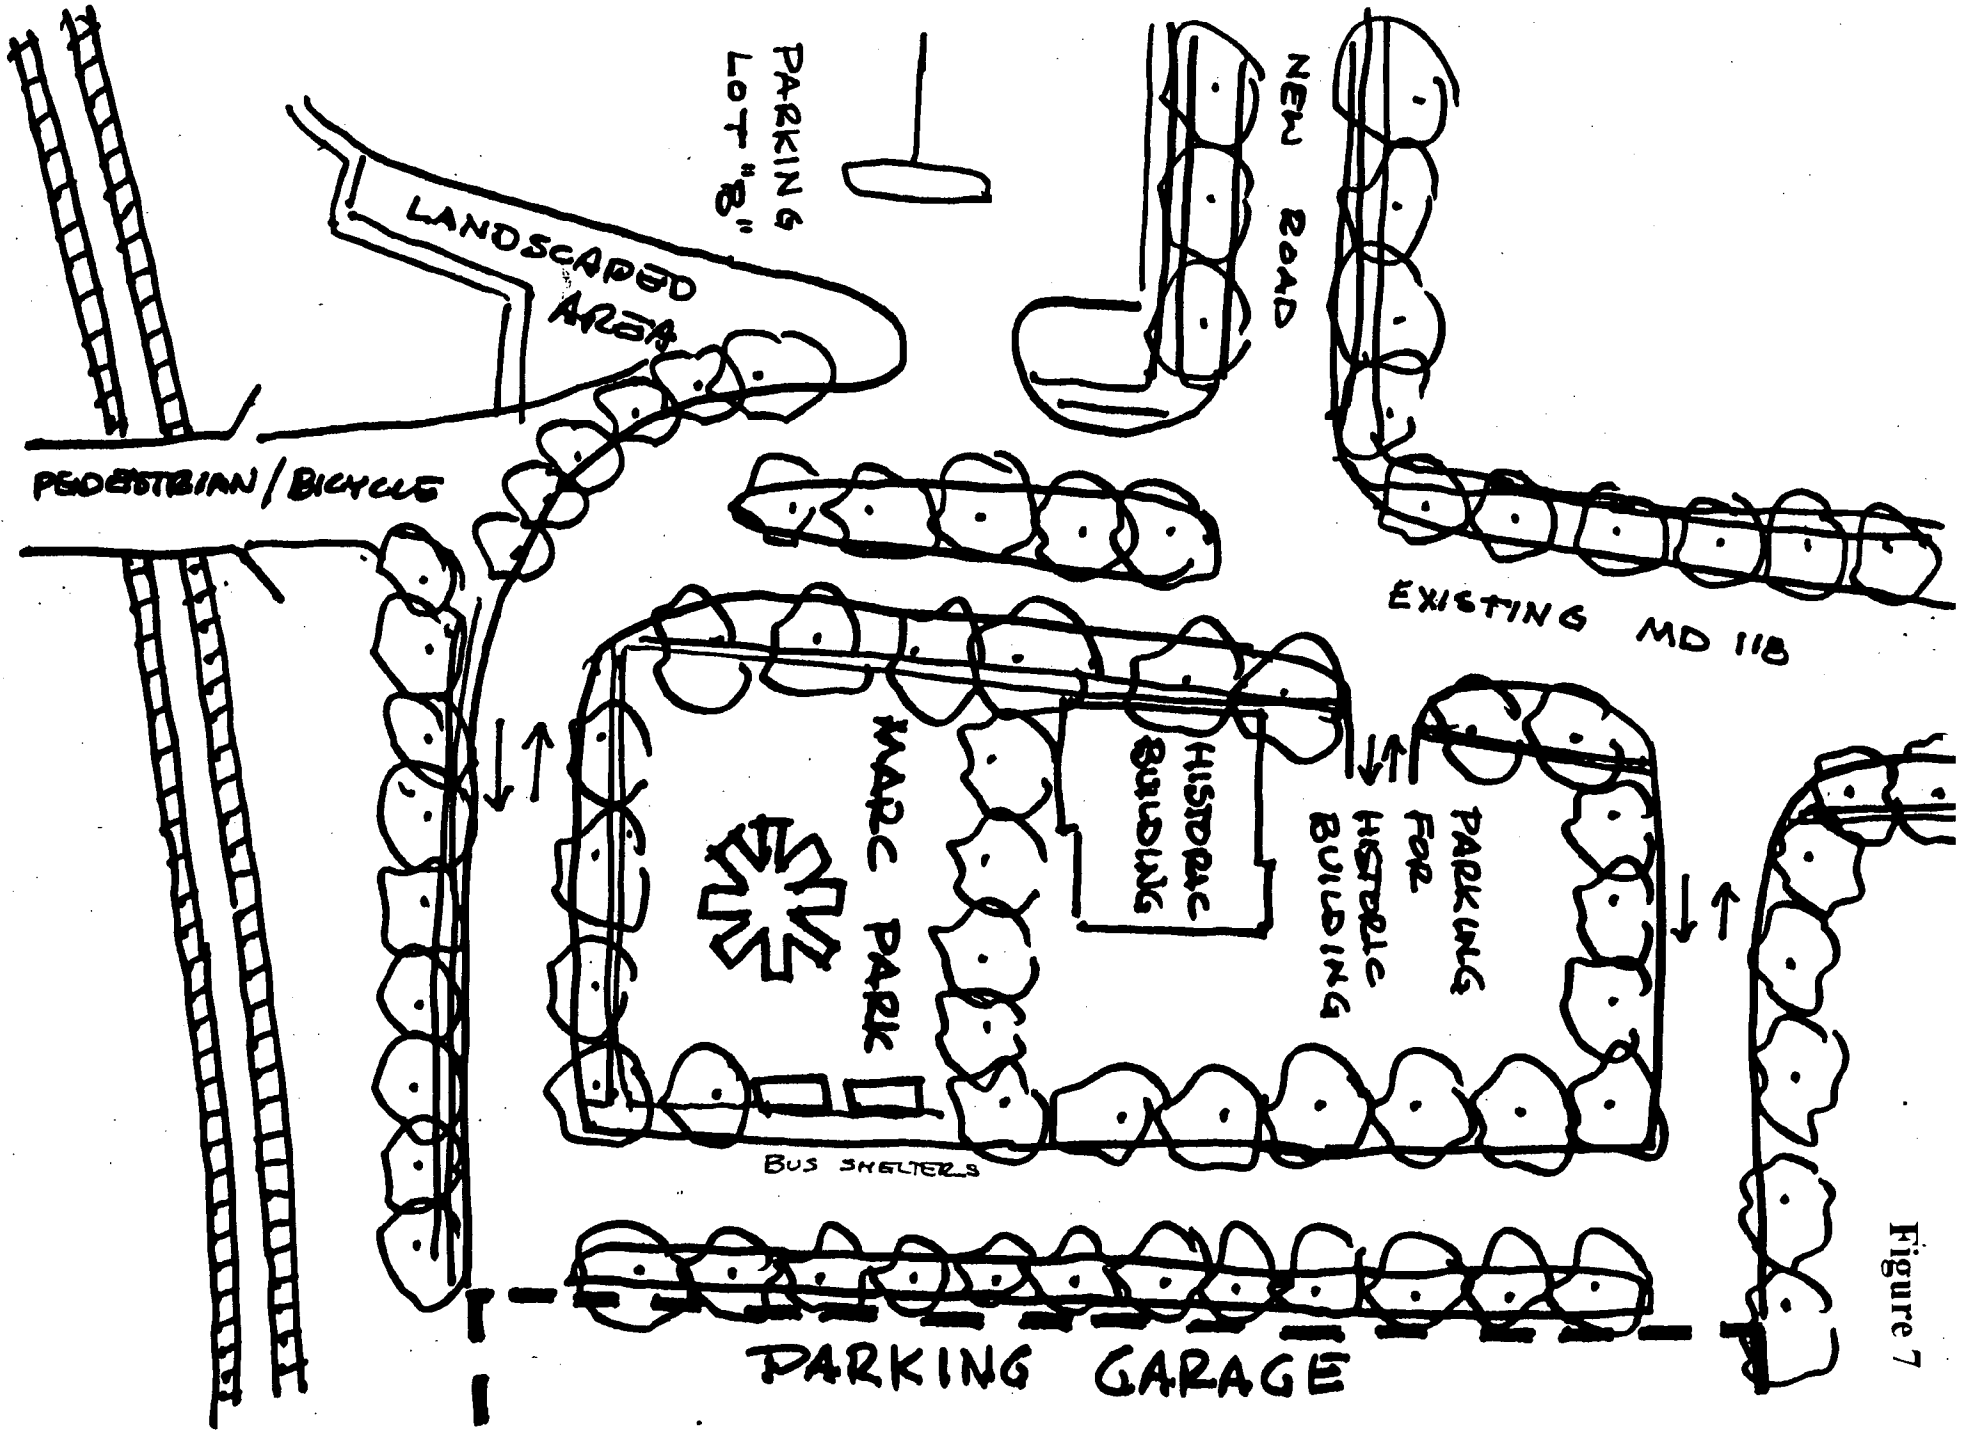 PARKING
LOT "B"
NEW ROAD
LANDSCAPED
AREA
PEDESTRIAN/BICYCLE
EXISTING MD 118
MARC PARK
HISTORIC
BUILDING
PARKING
FOR
HISTORIC
BUILDING
BUS SHELTERS
PARKING GARAGE
Figure 7